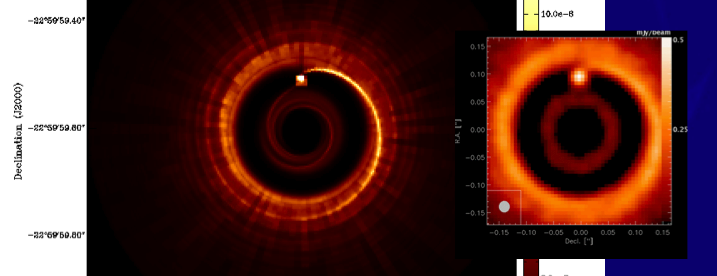 -22°59'59.40"
10.0e-8
mJy/beam
0.5
0.15
0.10
Declination (J2000)
0.05
-22°59'59.60"
R.A. ["]
0.00
0.25
-0.05
-0.10
-0.15
-0.15 -0.10 -0.05 0.00 0.05 0.10 0.15
-22°59'59.80"
Decl. ["]